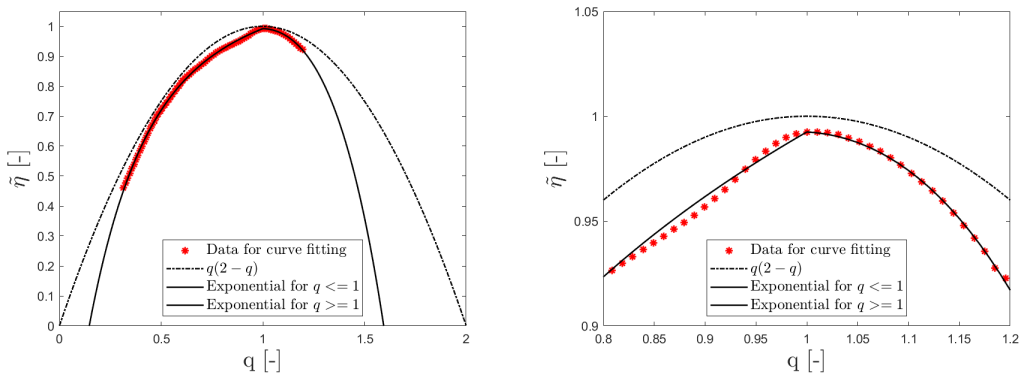 1
0.9
0.8
0.7
0.6
0.5
0.4
0.3
0.2
0.1
0
η̃ [-]
Data for curve fitting
q(2 − q)
Exponential for q <= 1
Exponential for q >= 1
0 0.5 1 1.5 2
q [-]
1.05
1
0.95
0.9
η̃ [-]
Data for curve fitting
q(2 − q)
Exponential for q <= 1
Exponential for q >= 1
0.8 0.85 0.9 0.95 1 1.05 1.1 1.15 1.2
q [-]